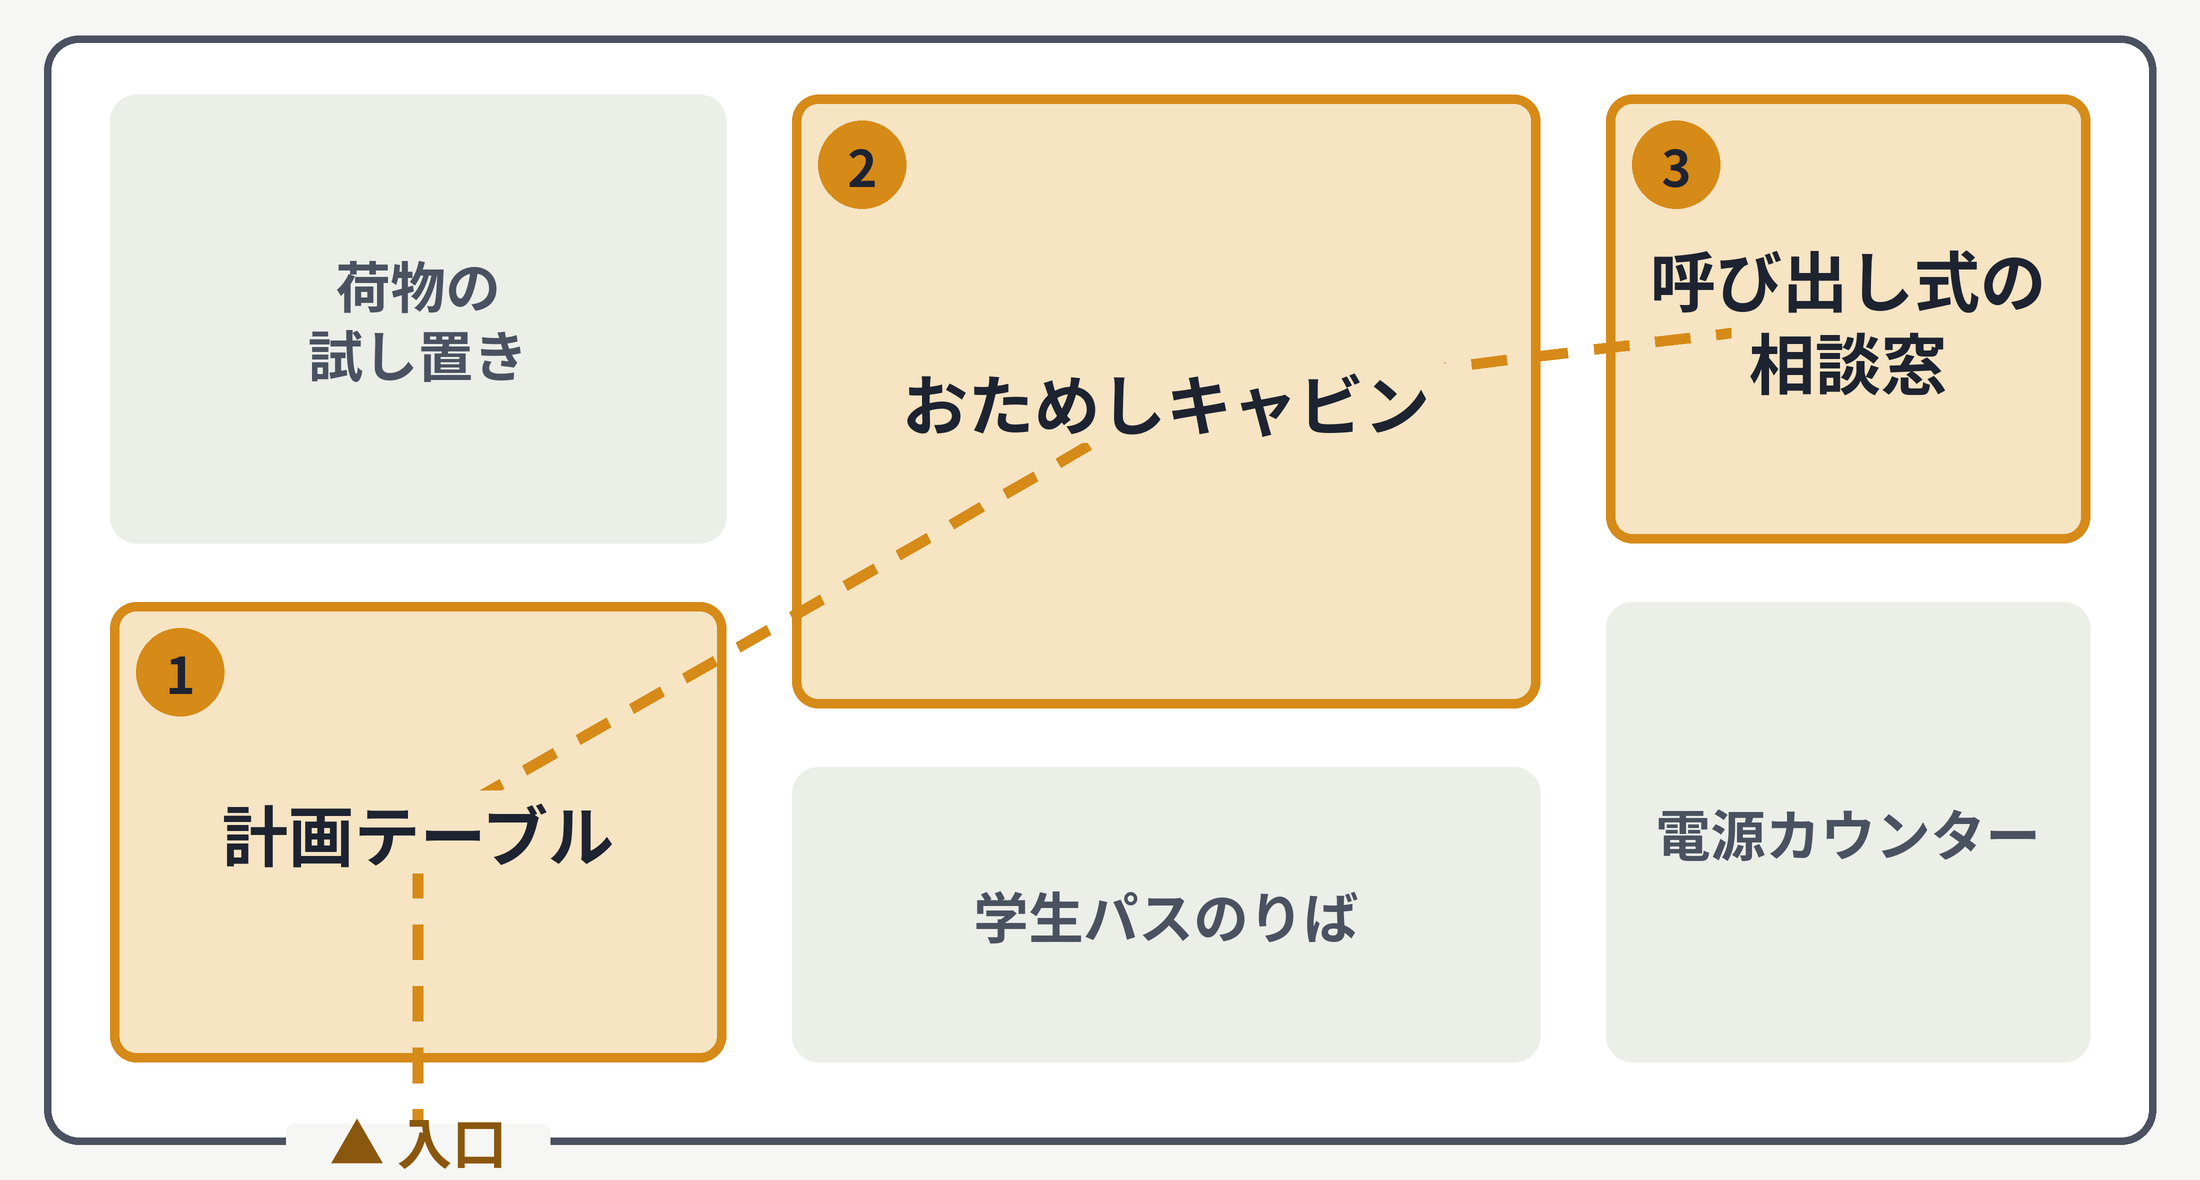 荷物の
試し置き
2
おためしキャビン
3
呼び出し式の
相談窓
1
計画テーブル
学生パスのりば
電源カウンター
▲ 入口